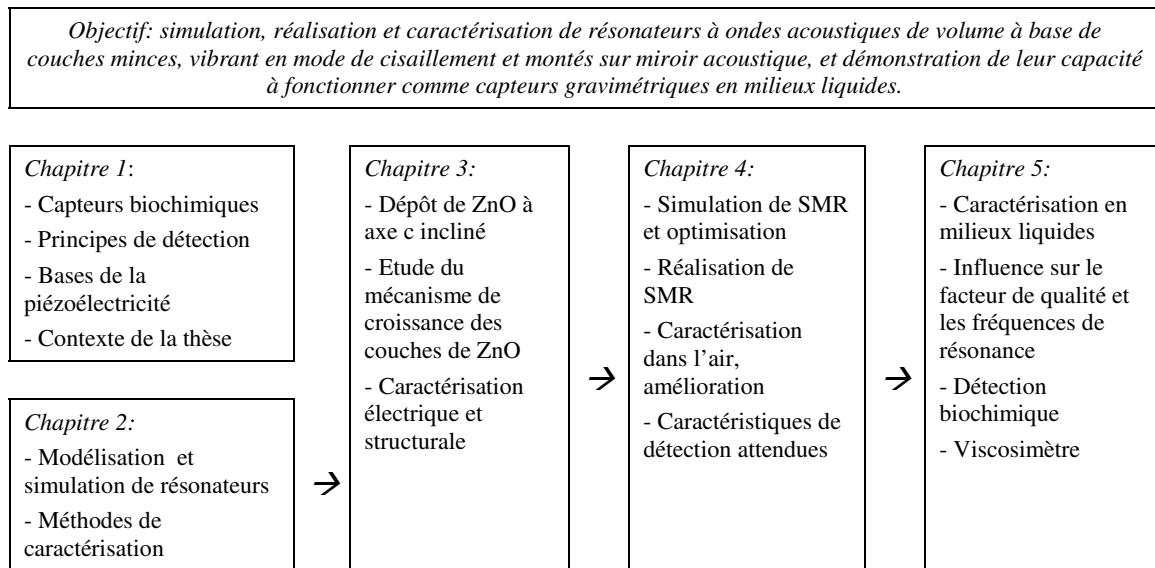 Objectif: simulation, réalisation et caractérisation de résonateurs à ondes acoustiques de volume à base de
couches minces, vibrant en mode de cisaillement et montés sur miroir acoustique, et démonstration de leur capacité
à fonctionner comme capteurs gravimétriques en milieux liquides.
Chapitre 1:
- Capteurs biochimiques
- Principes de détection
- Bases de la
piézoélectricité
- Contexte de la thèse
Chapitre 2:
- Modélisation et
simulation de résonateurs
- Méthodes de
caractérisation
→
Chapitre 3:
- Dépôt de ZnO à
axe c incliné
- Etude du
mécanisme de
croissance des
couches de ZnO
- Caractérisation
électrique et
structurale
→
Chapitre 4:
- Simulation de SMR
et optimisation
- Réalisation de
SMR
- Caractérisation
dans l'air,
amélioration
- Caractéristiques de
détection attendues
→
Chapitre 5:
- Caractérisation en
milieux liquides
- Influence sur le
facteur de qualité et
les fréquences de
résonance
- Détection
biochimique
- Viscosimètre